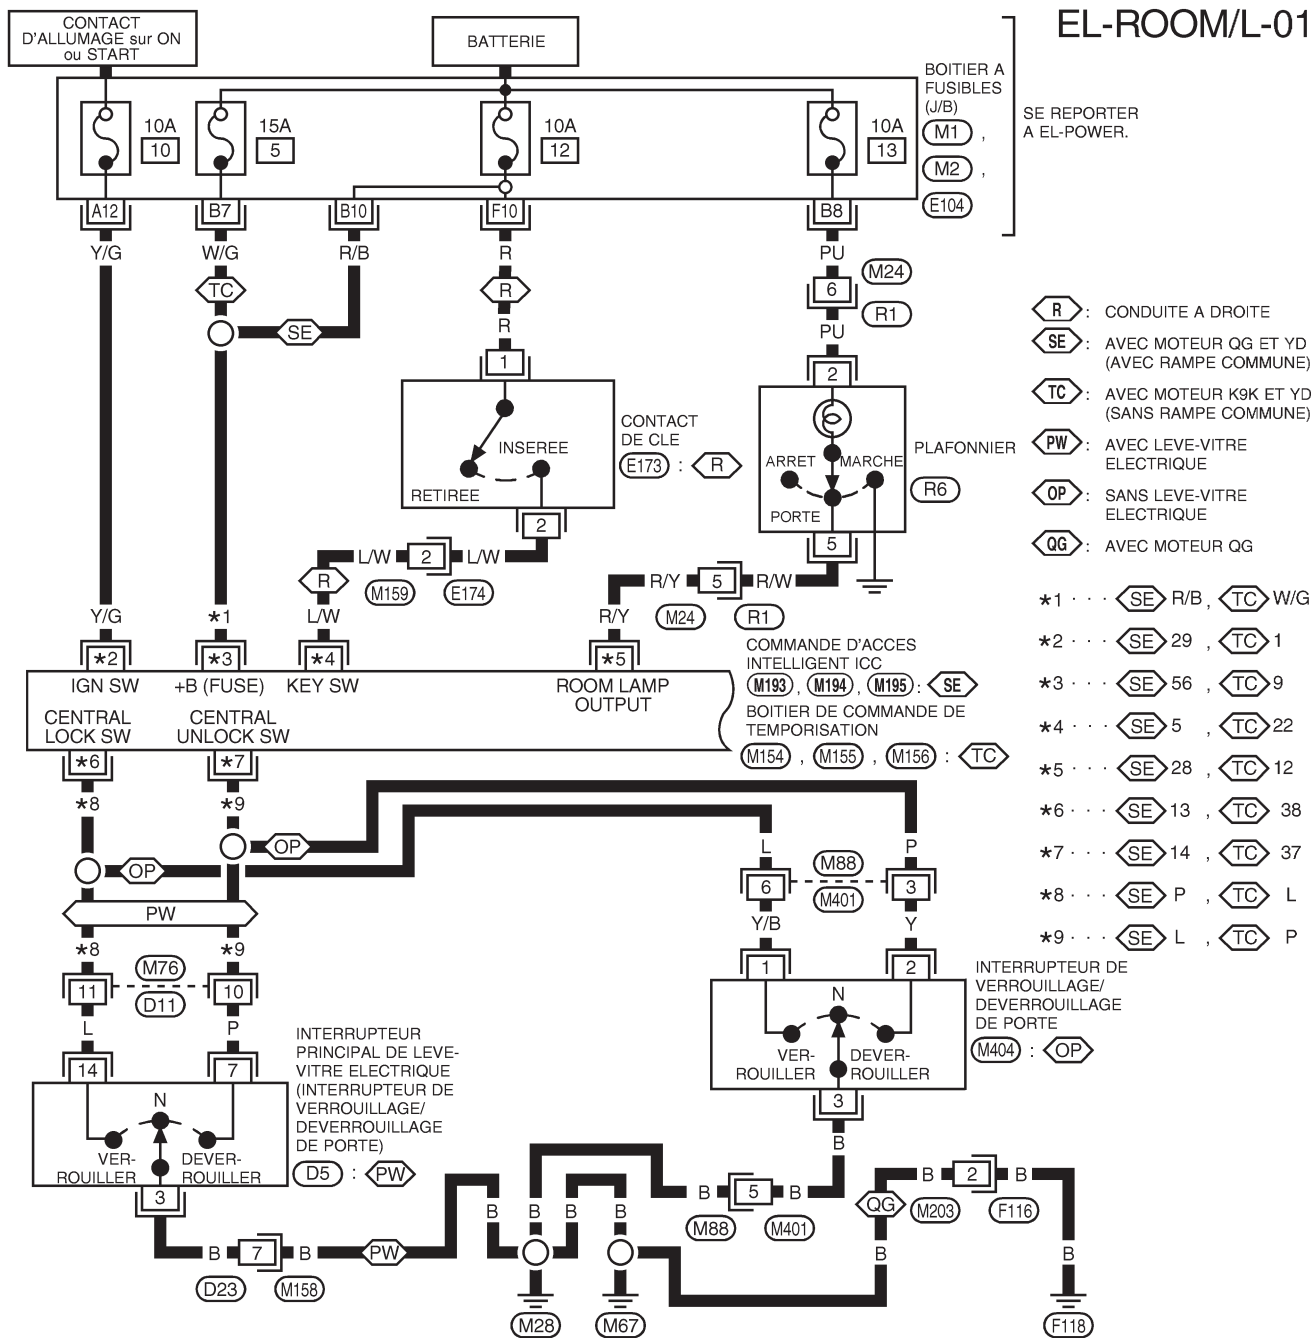 EL-ROOM/L-01
CONTACT
D'ALLUMAGE sur ON
ou START
BATTERIE
BOITIER A
FUSIBLES
(J/B)
M1 ,
M2 ,
E104
SE REPORTER
A EL-POWER.
10A
10
15A
5
10A
12
10A
13
A12
B7
B10
F10
B8
Y/G
W/G
R/B
R
PU
TC
R
6
M24
R1
SE
R
PU
1
2
R : CONDUITE A DROITE
SE : AVEC MOTEUR QG ET YD
(AVEC RAMPE COMMUNE)
TC : AVEC MOTEUR K9K ET YD
(SANS RAMPE COMMUNE)
PW : AVEC LEVE-VITRE
ELECTRIQUE
OP : SANS LEVE-VITRE
ELECTRIQUE
QG : AVEC MOTEUR QG
INSEREE
RETIREE
CONTACT
DE CLE
E173 : R
2
ARRET
MARCHE
PORTE
PLAFONNIER
R6
5
L/W
2
L/W
R
M159
E174
L/W
R/Y
5
R/W
M24
R1
R/Y
Y/G
*1
*2
*3
*4
*5
IGN SW
+B (FUSE)
KEY SW
ROOM LAMP
OUTPUT
CENTRAL
LOCK SW
CENTRAL
UNLOCK SW
COMMANDE D'ACCES
INTELLIGENT ICC
M193 , M194 , M195 : SE
BOITIER DE COMMANDE DE
TEMPORISATION
M154 , M155 , M156 : TC
*1 · · · SE R/B , TC W/G
*2 · · · SE 29 , TC 1
*3 · · · SE 56 , TC 9
*4 · · · SE 5 , TC 22
*5 · · · SE 28 , TC 12
*6 · · · SE 13 , TC 38
*7 · · · SE 14 , TC 37
*8 · · · SE P , TC L
*9 · · · SE L , TC P
*6
*7
*8
*9
OP
OP
PW
*8
*9
11
M76
D11
10
L
P
14
7
L
P
6
M88
M401
3
Y/B
Y
1
2
N
VER-
ROUILLER
DEVER-
ROUILLER
3
INTERRUPTEUR DE
VERROUILLAGE/
DEVERROUILLAGE
DE PORTE
M404 : OP
N
VER-
ROUILLER
DEVER-
ROUILLER
3
INTERRUPTEUR
PRINCIPAL DE LEVE-
VITRE ELECTRIQUE
(INTERRUPTEUR DE
VERROUILLAGE/
DEVERROUILLAGE
DE PORTE)
D5 : PW
B
B
5
B
M88
M401
B
2
B
QG
M203
F116
B
B
B
B
B
7
B
PW
D23
M158
B
B
M28
M67
F118